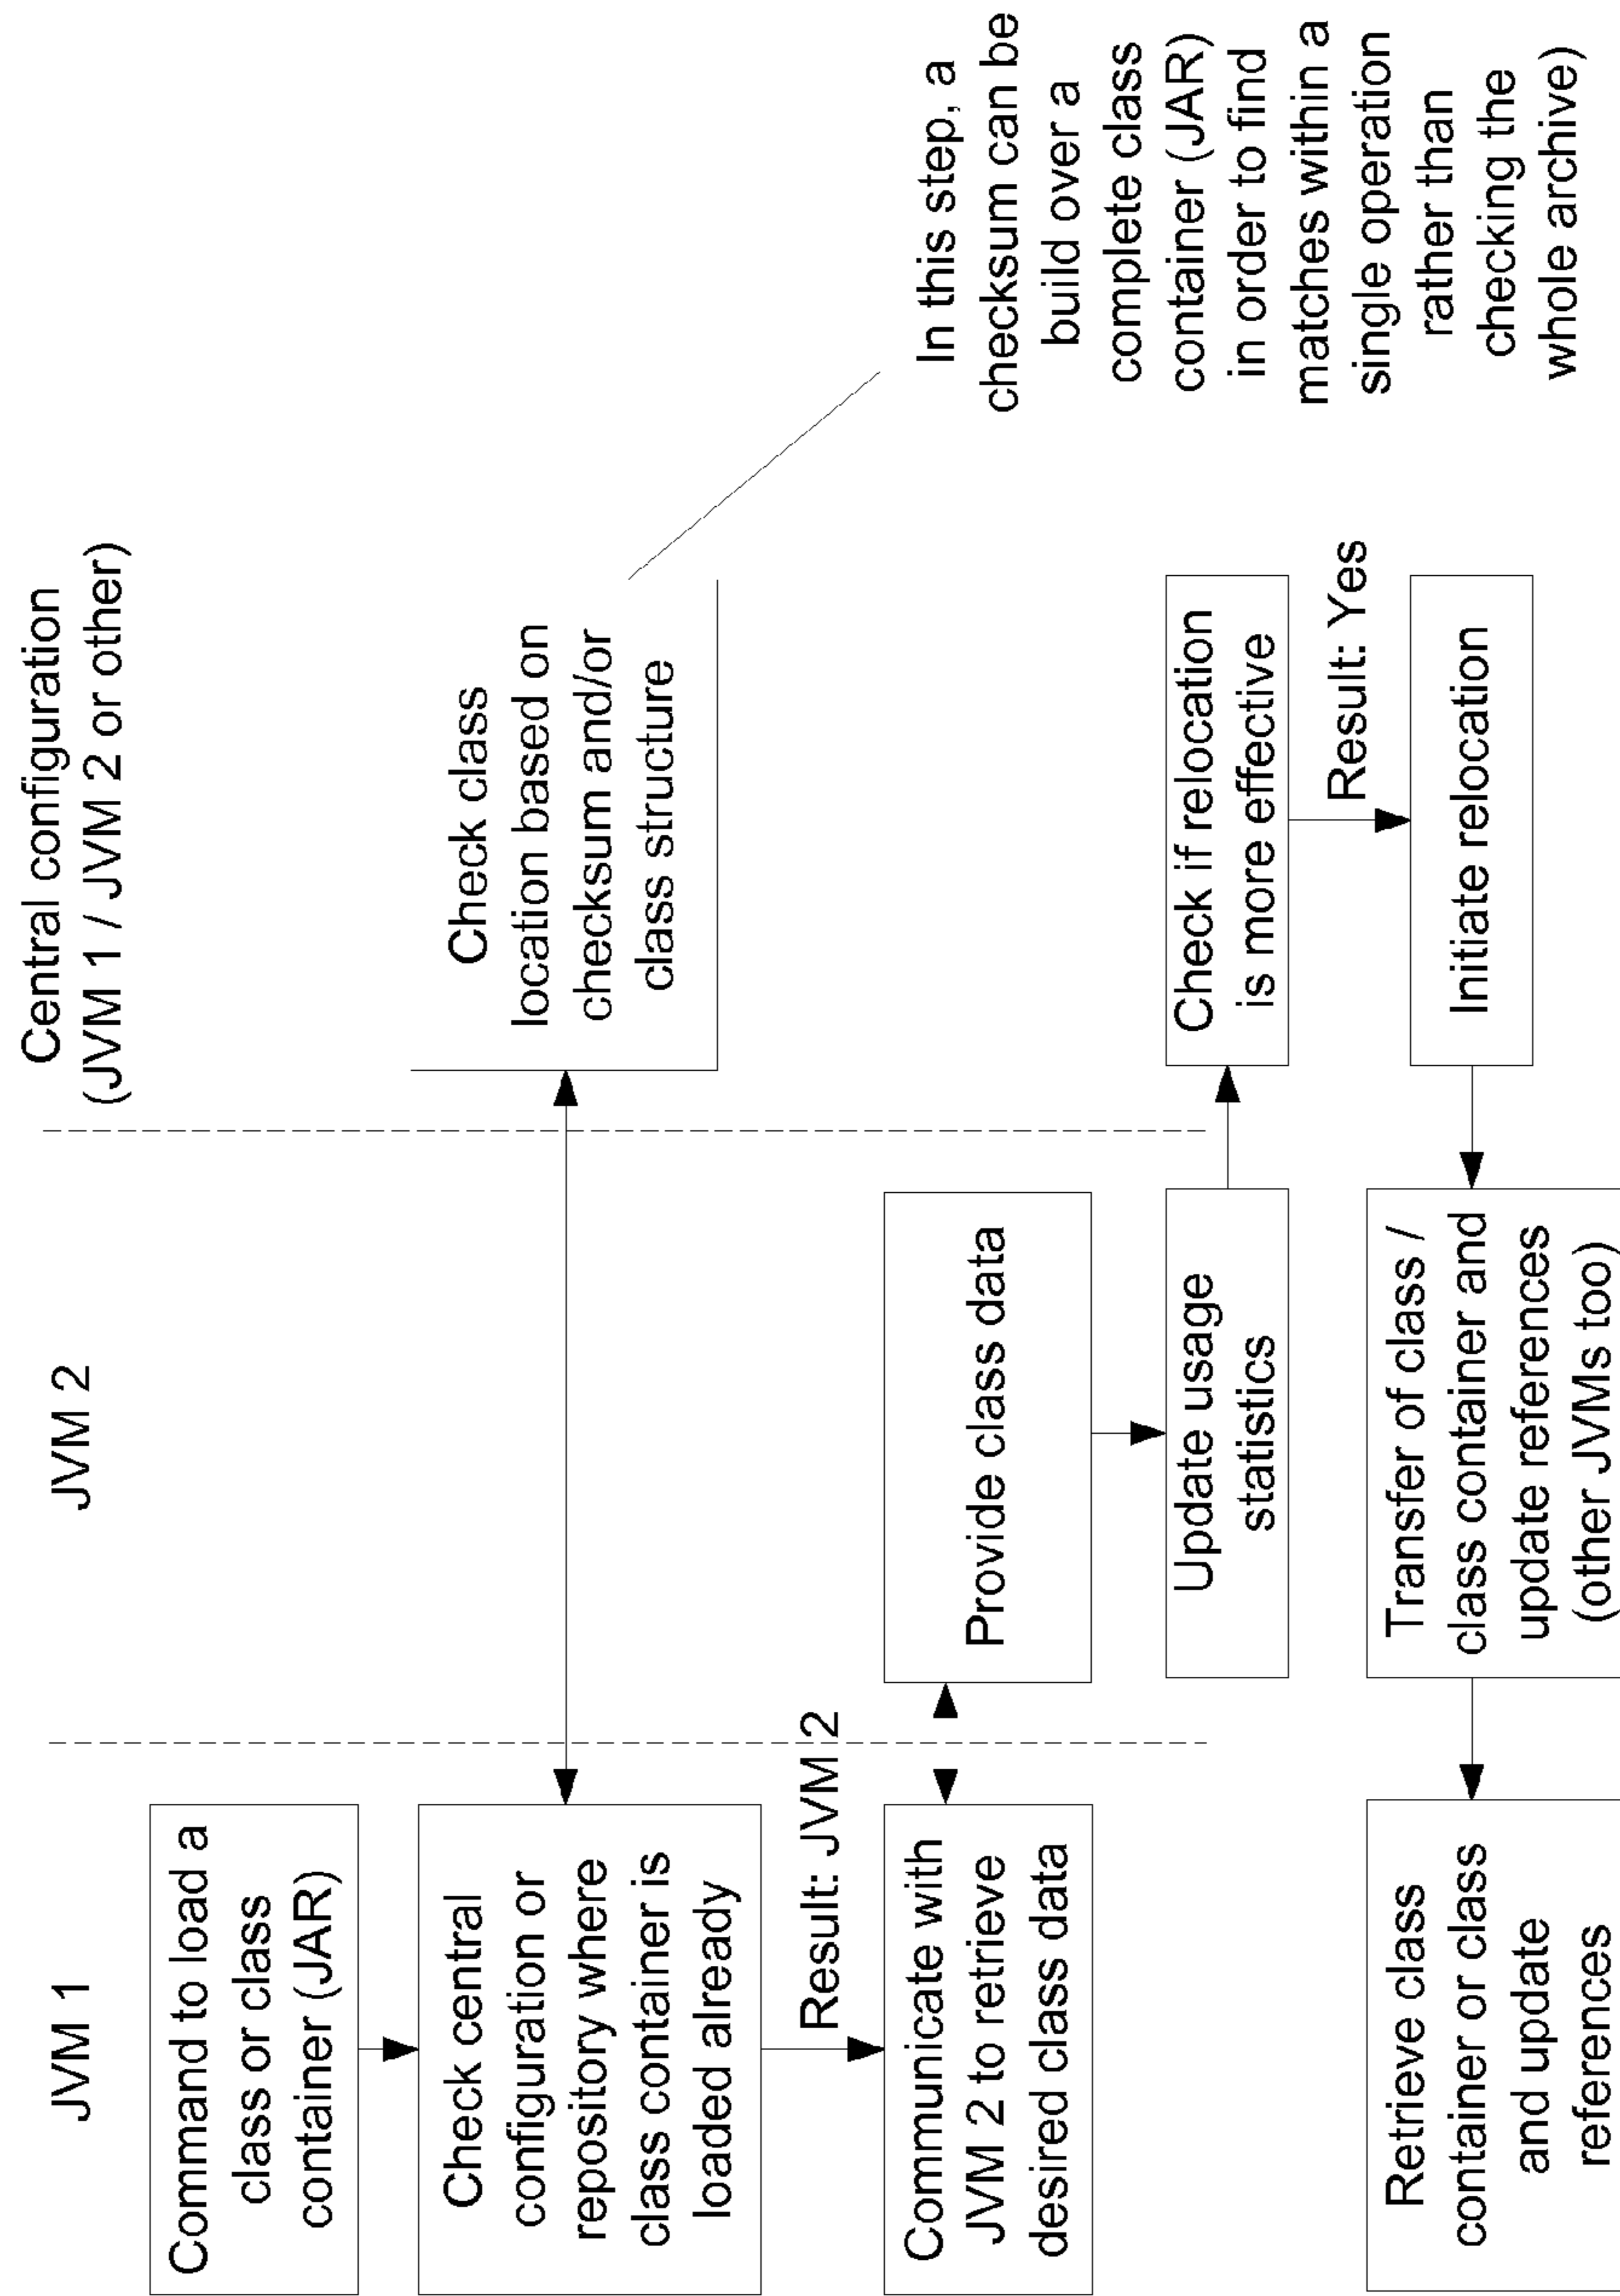 JVM 1
JVM 2
Central configuration
(JVM 1 / JVM 2 or other)
Command to load a
class or class
container (JAR)
Check central
configuration or
repository where
class container is
loaded already
Check class
location based on
checksum and/or
class structure
Result: JVM 2
In this step, a
checksum can be
build over a
complete class
container (JAR)
in order to find
matches within a
single operation
rather than
checking the
whole archive)
Communicate with
JVM 2 to retrieve
desired class data
Provide class data
Update usage
statistics
Check if relocation
is more effective
Result: Yes
Initiate relocation
Transfer of class /
class container and
update references
(other JVMs too)
Retrieve class
container or class
and update
references